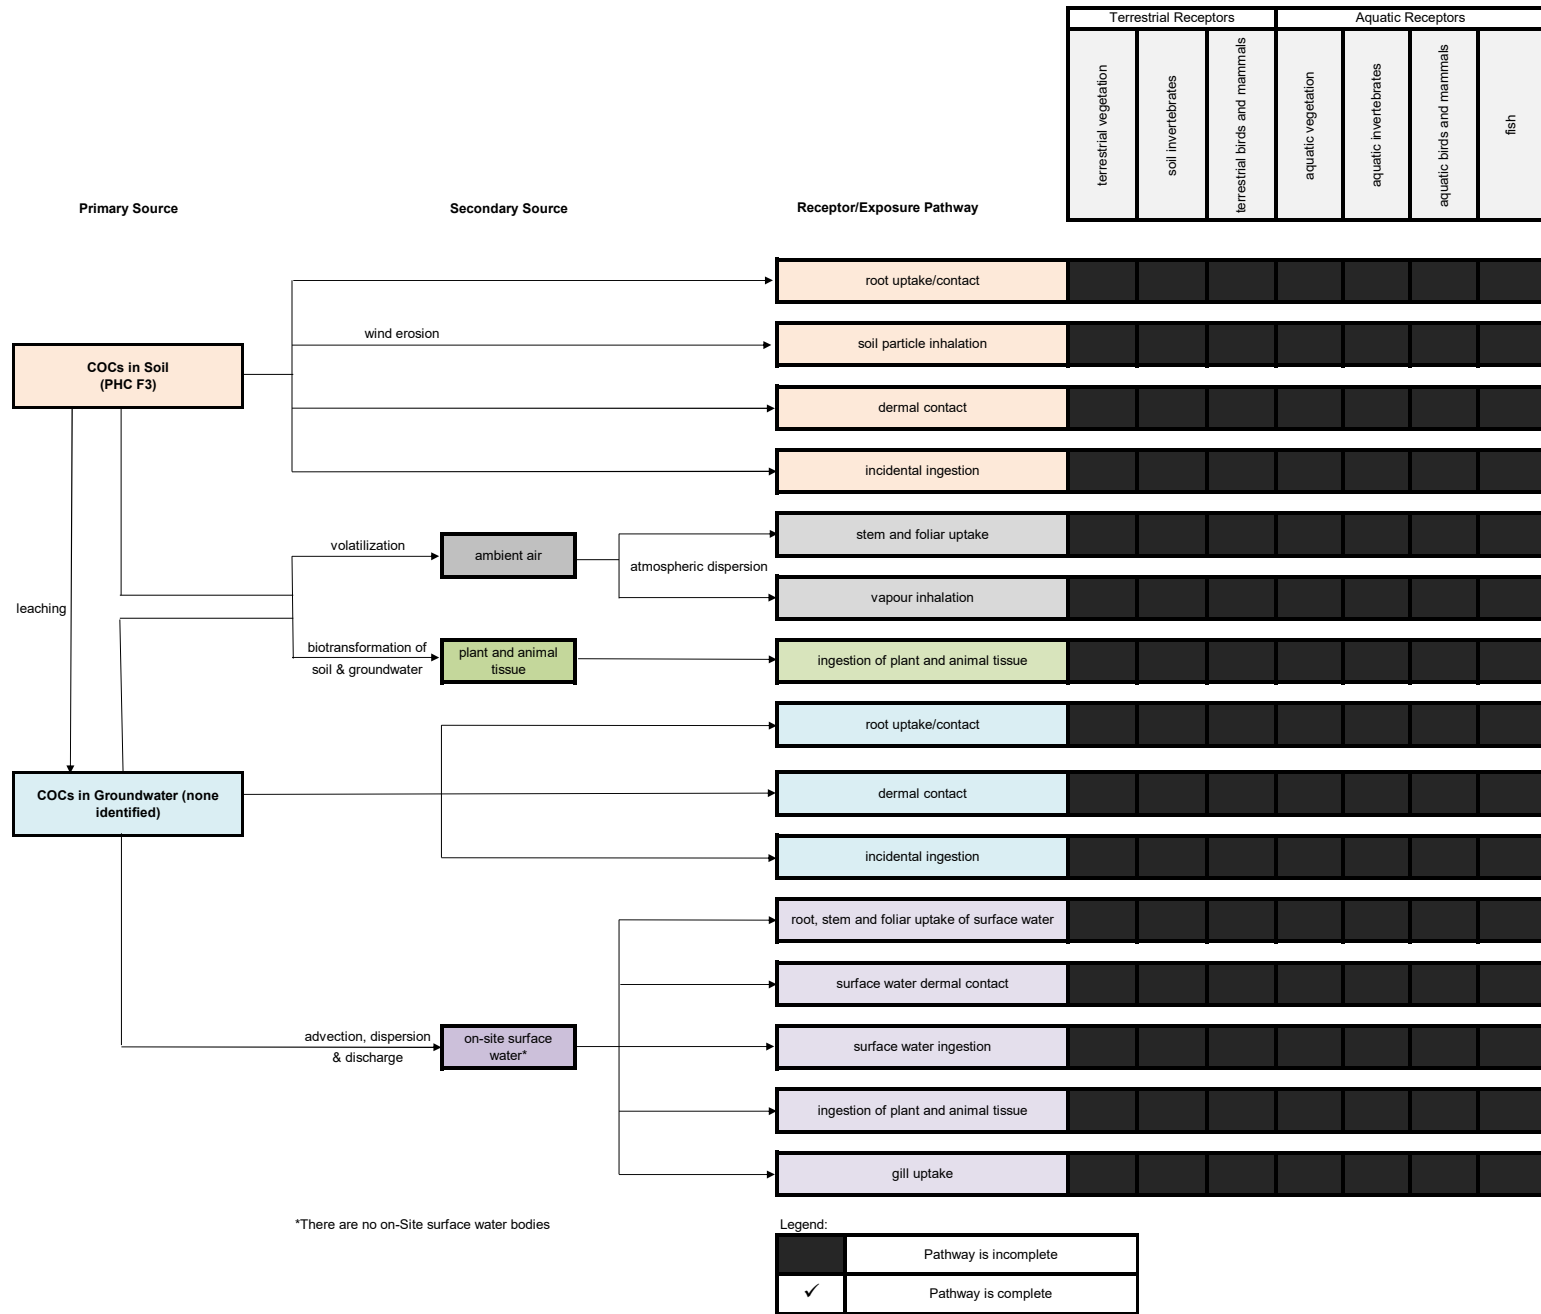 Terrestrial Receptors
Aquatic Receptors
terrestrial vegetation
soil invertebrates
terrestrial birds and mammals
aquatic vegetation
aquatic invertebrates
aquatic birds and mammals
fish
Primary Source
Secondary Source
Receptor/Exposure Pathway
root uptake/contact
wind erosion
soil particle inhalation
COCs in Soil
(PHC F3)
dermal contact
incidental ingestion
stem and foliar uptake
volatilization
ambient air
atmospheric dispersion
vapour inhalation
leaching
biotransformation of
soil & groundwater
plant and animal
tissue
ingestion of plant and animal tissue
root uptake/contact
COCs in Groundwater (none
identified)
dermal contact
incidental ingestion
root, stem and foliar uptake of surface water
surface water dermal contact
advection, dispersion
& discharge
on-site surface
water*
surface water ingestion
ingestion of plant and animal tissue
gill uptake
*There are no on-Site surface water bodies
Legend:
Pathway is incomplete
✓ Pathway is complete